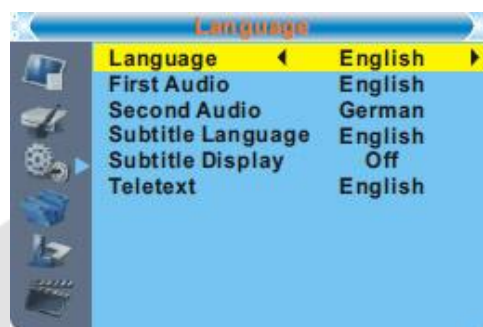 Language
Language English
First Audio English
Second Audio German
Subtitle Language English
Subtitle Display Off
Teletext English